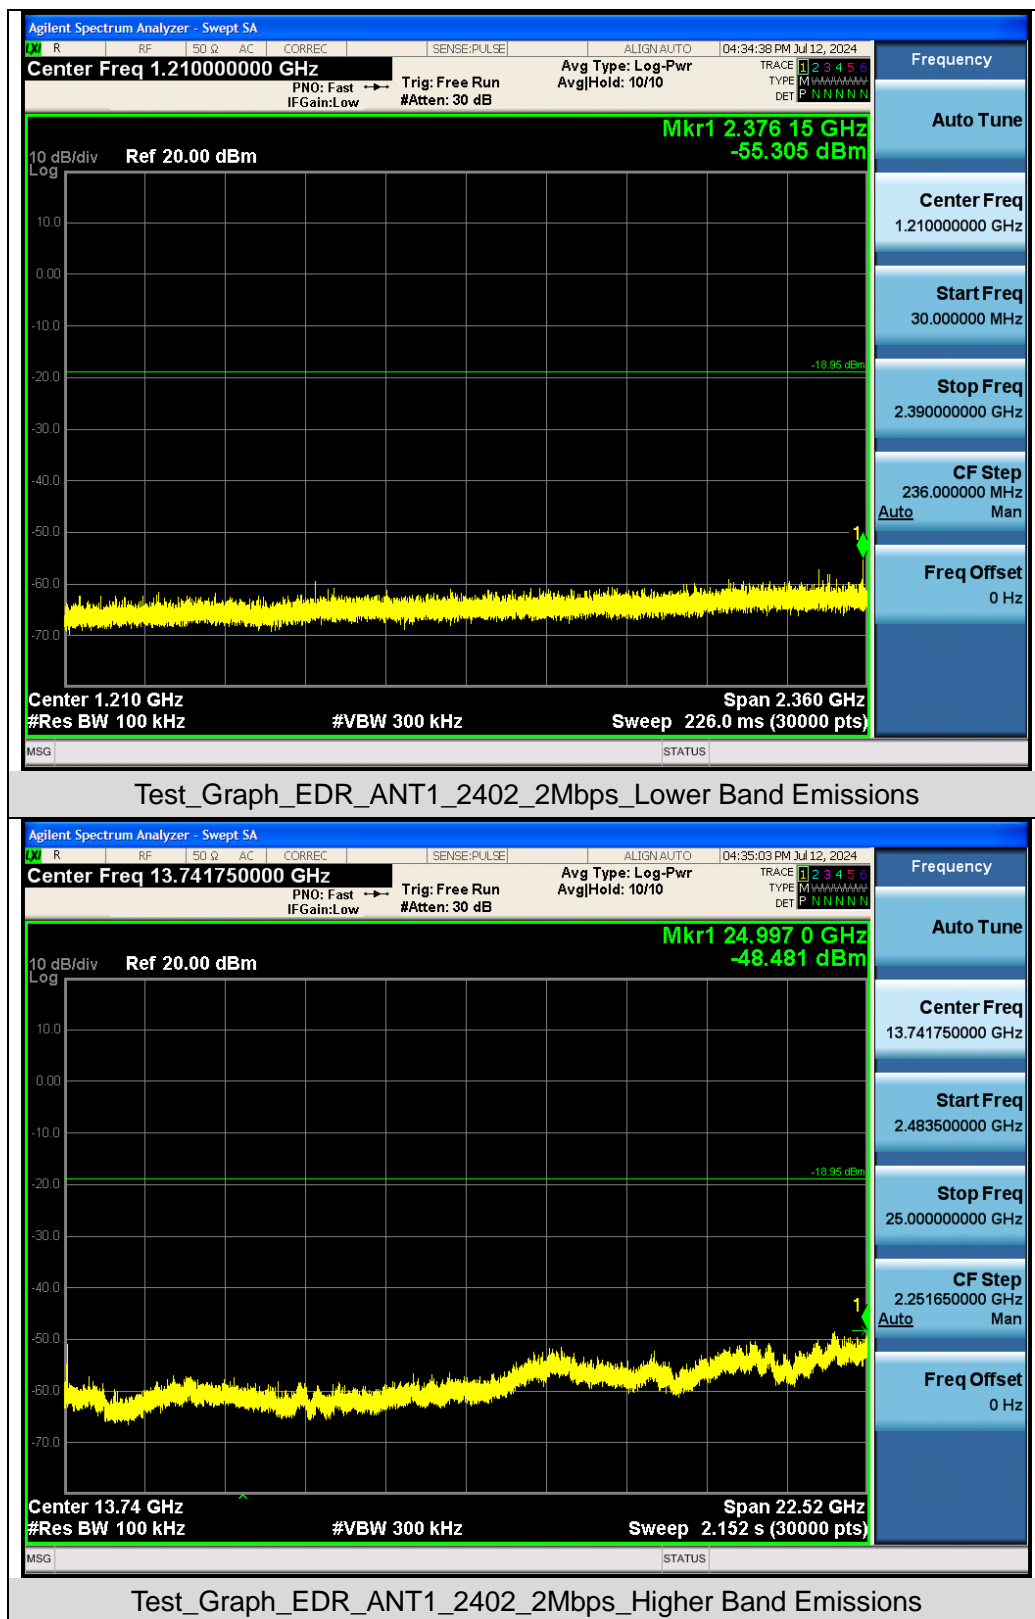 Agilent Spectrum Analyzer - Swept SA
LXI R RF 50 Ω AC CORREC SENSE:PULSE ALIGN AUTO 04:34:38 PM Jul 12, 2024
Center Freq 1.210000000 GHz
PNO: Fast
IFGain:Low
Trig: Free Run
#Atten: 30 dB
Avg Type: Log-Pwr
Avg|Hold: 10/10
TRACE 1 2 3 4 5 6
TYPE M WWWWW
DET P N N N N N
Mkr1 2.376 15 GHz
-55.305 dBm
10 dB/div Ref 20.00 dBm
Log
10.0
0.00
-10.0
-18.95 dBm
-20.0
-30.0
-40.0
-50.0
1
-60.0
-70.0
Center 1.210 GHz Span 2.360 GHz
#Res BW 100 kHz #VBW 300 kHz Sweep 226.0 ms (30000 pts)
MSG STATUS
Frequency
Auto Tune
Center Freq
1.210000000 GHz
Start Freq
30.000000 MHz
Stop Freq
2.390000000 GHz
CF Step
236.000000 MHz
Auto Man
Freq Offset
0 Hz
Test_Graph_EDR_ANT1_2402_2Mbps_Lower Band Emissions
Agilent Spectrum Analyzer - Swept SA
LXI R RF 50 Ω AC CORREC SENSE:PULSE ALIGN AUTO 04:35:03 PM Jul 12, 2024
Center Freq 13.741750000 GHz
PNO: Fast
IFGain:Low
Trig: Free Run
#Atten: 30 dB
Avg Type: Log-Pwr
Avg|Hold: 10/10
TRACE 1 2 3 4 5 6
TYPE M WWWWW
DET P N N N N N
Mkr1 24.997 0 GHz
-48.481 dBm
10 dB/div Ref 20.00 dBm
Log
10.0
0.00
-10.0
-18.95 dBm
-20.0
-30.0
-40.0
1
-50.0
-60.0
-70.0
Center 13.74 GHz Span 22.52 GHz
#Res BW 100 kHz #VBW 300 kHz Sweep 2.152 s (30000 pts)
MSG STATUS
Frequency
Auto Tune
Center Freq
13.741750000 GHz
Start Freq
2.483500000 GHz
Stop Freq
25.000000000 GHz
CF Step
2.251650000 GHz
Auto Man
Freq Offset
0 Hz
Test_Graph_EDR_ANT1_2402_2Mbps_Higher Band Emissions